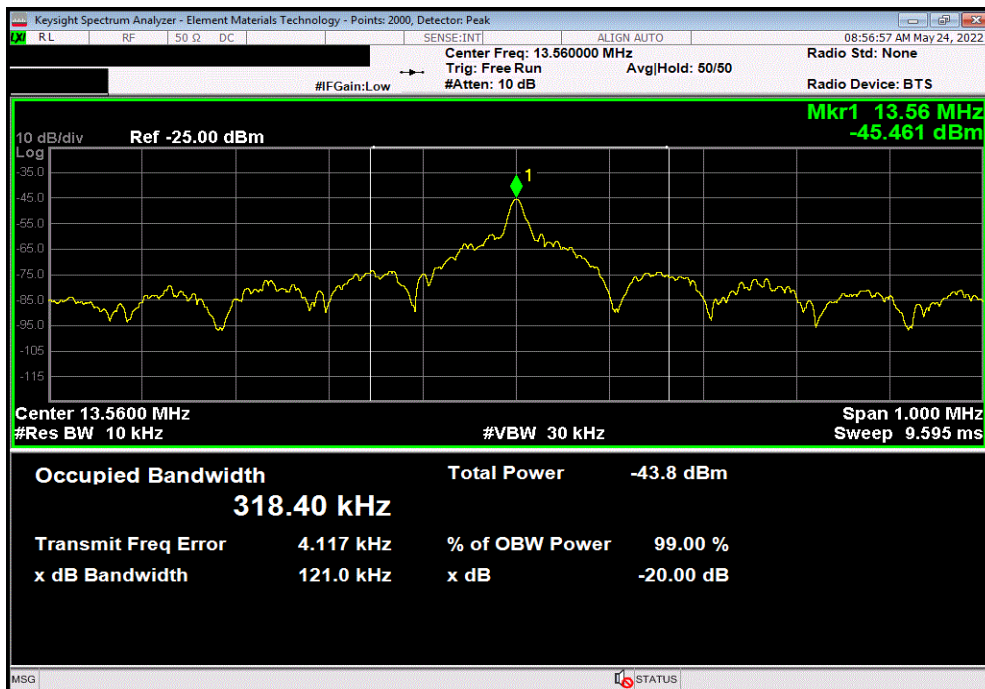 Keysight Spectrum Analyzer - Element Materials Technology - Points: 2000, Detector: Peak
LXI RL RF 50 Ω DC SENSE:INT ALIGN AUTO 08:56:57 AM May 24, 2022
Center Freq: 13.560000 MHz Radio Std: None
Trig: Free Run Avg|Hold: 50/50
#IFGain:Low #Atten: 10 dB Radio Device: BTS
Mkr1 13.56 MHz
-45.461 dBm
10 dB/div Ref -25.00 dBm
Log
-35.0
1
-45.0
-55.0
-65.0
-75.0
-85.0
-95.0
-105
-115
Center 13.5600 MHz Span 1.000 MHz
#Res BW 10 kHz #VBW 30 kHz Sweep 9.595 ms
Occupied Bandwidth Total Power -43.8 dBm
318.40 kHz
Transmit Freq Error 4.117 kHz % of OBW Power 99.00 %
x dB Bandwidth 121.0 kHz x dB -20.00 dB
MSG STATUS